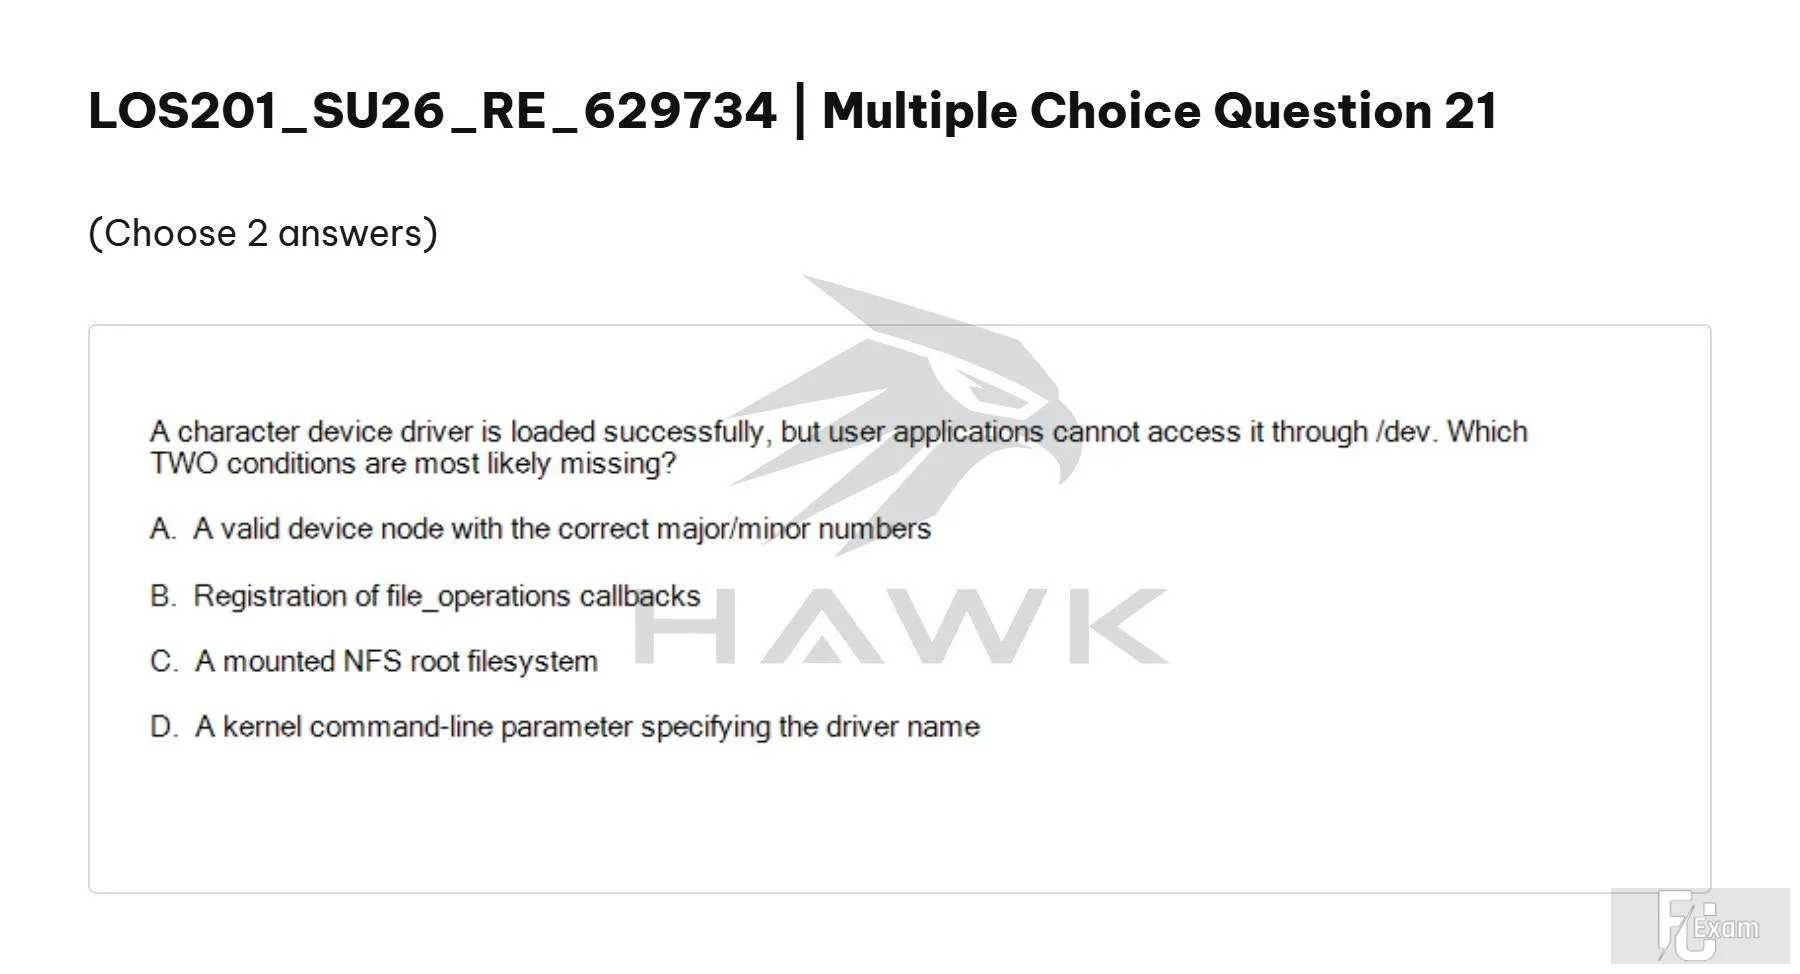 LOS201_SU26_RE_629734 | Multiple Choice Question 21
(Choose 2 answers)
A character device driver is loaded successfully, but user applications cannot access it through /dev. Which
TWO conditions are most likely missing?
A. A valid device node with the correct major/minor numbers
B. Registration of file_operations callbacks
C. A mounted NFS root filesystem
D. A kernel command-line parameter specifying the driver name
HAWK
FU Exam